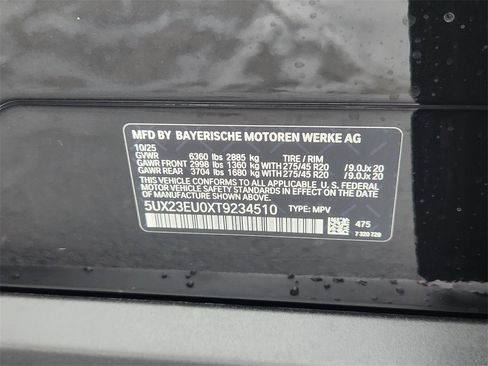 MFD BY BAYERISCHE MOTOREN WERKE AG
10/25
GVWR 6360 lbs 2885 kg TIRE / RIM
GAWR FRONT 2998 lbs 1360 kg WITH 275/45 R20 / 9.0Jx 20
GAWR REAR 3704 lbs 1680 kg WITH 275/45 R20 / 9.0Jx 20
THIS VEHICLE CONFORMS TO ALL APPLICABLE U.S. FEDERAL
MOTOR VEHICLE SAFETY STANDARDS IN EFFECT ON THE
DATE OF MANUFACTURE SHOWN ABOVE.
5UX23EU0XT9234510 TYPE: MPV
475
7 320 720